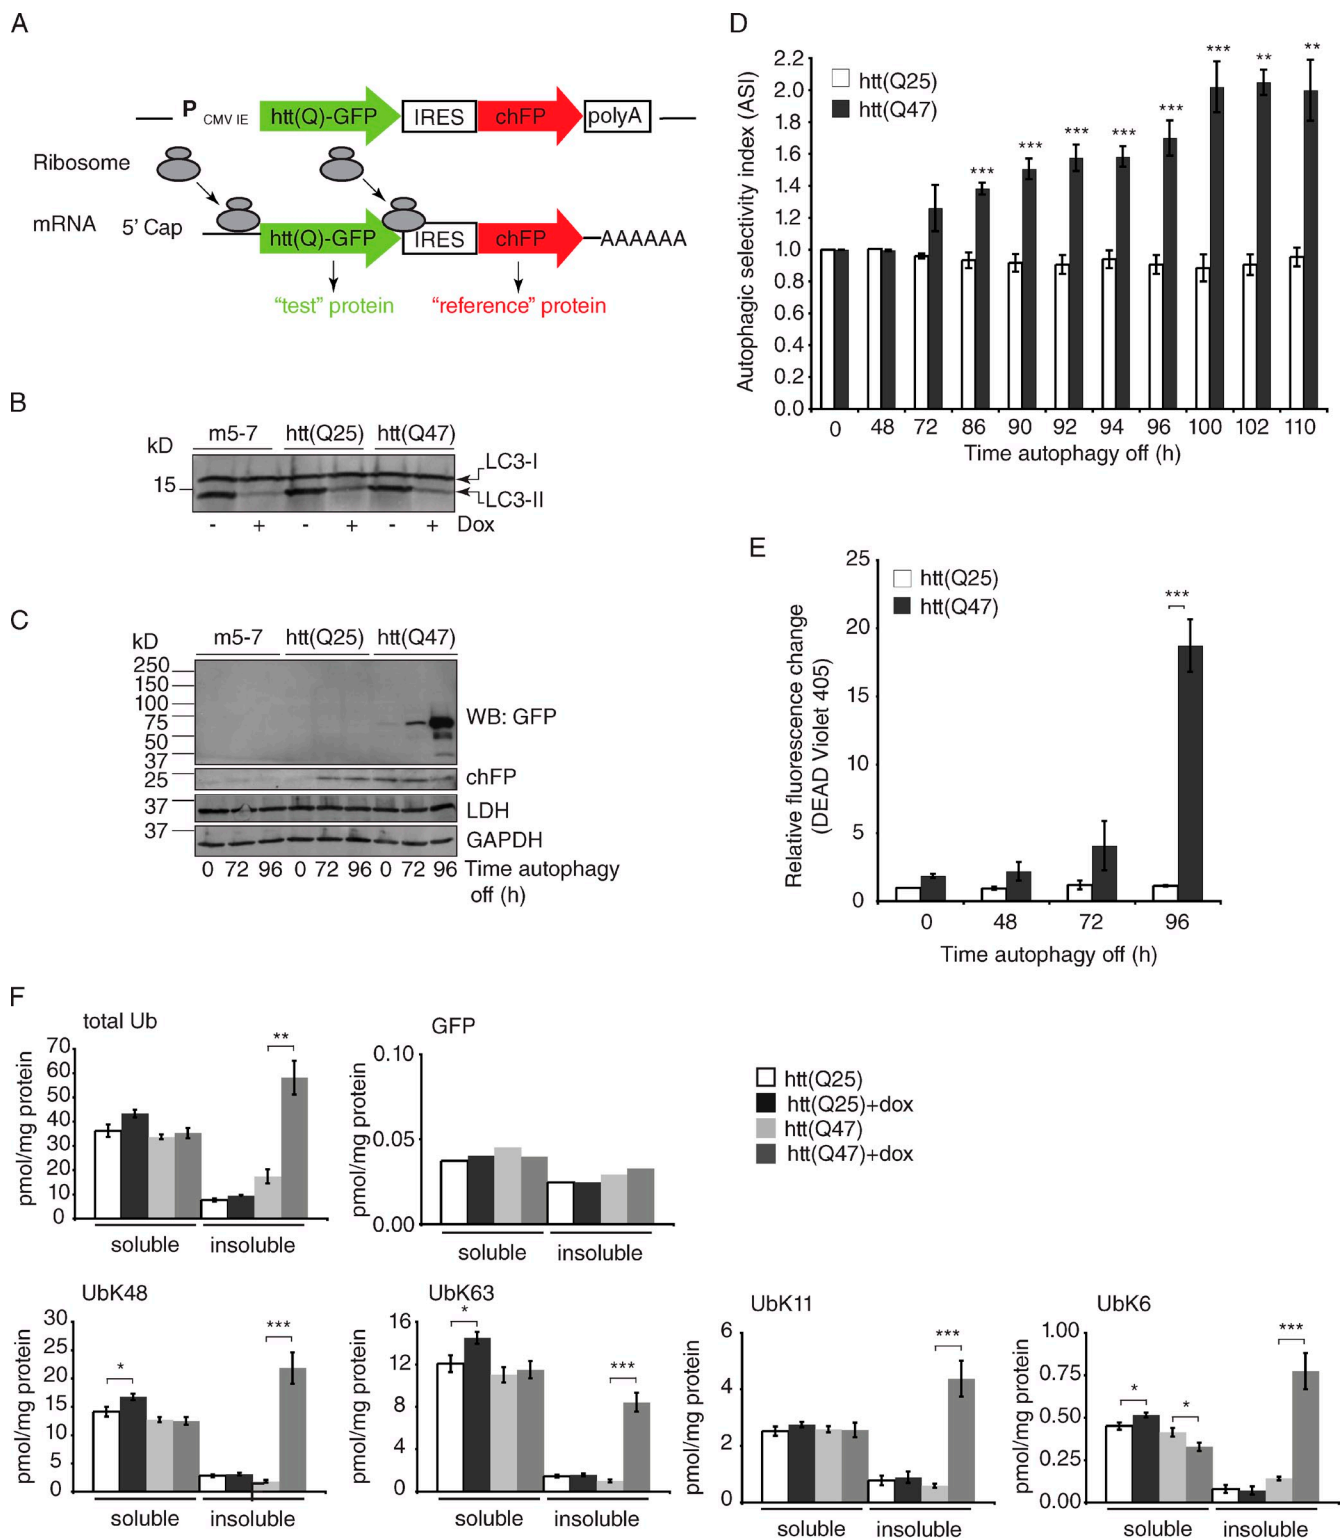 A
P CMV IE htt(Q)-GFP IRES chFP polyA
Ribosome
mRNA 5' Cap htt(Q)-GFP IRES chFP AAAAAA
"test" protein "reference" protein
B
kD m5-7 htt(Q25) htt(Q47)
15
LC3-I
LC3-II
- + - + - + Dox
C
kD m5-7 htt(Q25) htt(Q47)
250
150
100
75
50
37
WB: GFP
25 chFP
37 LDH
37 GAPDH
0 72 96 0 72 96 0 72 96 Time autophagy
off (h)
D
Autophagic selectivity index (ASI)
2.2
2.0
1.8
1.6
1.4
1.2
1.0
0.8
0.6
0.4
0.2
0.0
htt(Q25)
htt(Q47)
*** *** *** *** *** *** ** **
0 48 72 86 90 92 94 96 100 102 110
Time autophagy off (h)
E
Relative fluorescence change
(DEAD Violet 405)
25
20
15
10
5
0
htt(Q25)
htt(Q47)
***
0 48 72 96
Time autophagy off (h)
F
total Ub
pmol/mg protein
70
60
50
40
30
20
10
0
**
soluble insoluble
GFP
pmol/mg protein
0.10
0.05
0.00
soluble insoluble
htt(Q25)
htt(Q25)+dox
htt(Q47)
htt(Q47)+dox
UbK48
pmol/mg protein
30
25
20
15
10
5
0
* ***
soluble insoluble
UbK63
pmol/mg protein
16
12
8
4
0
* ***
soluble insoluble
UbK11
pmol/mg protein
6
4
2
0
***
soluble insoluble
UbK6
pmol/mg protein
1.00
0.75
0.50
0.25
0.00
* * ***
soluble insoluble